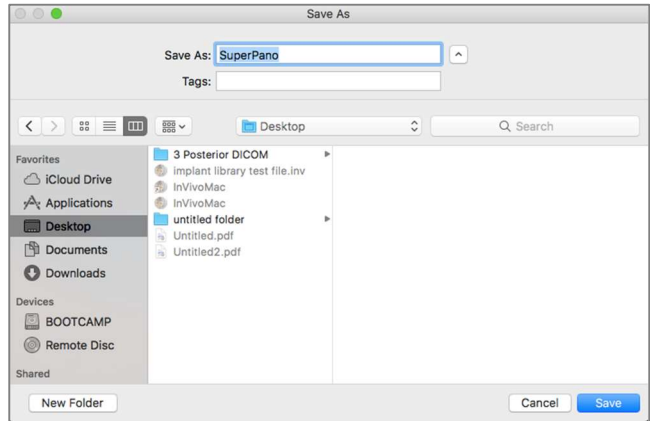 Save As
Save As: SuperPano
Tags:
Desktop
Search
Favorites
iCloud Drive
Applications
Desktop
Documents
Downloads
Devices
BOOTCAMP
Remote Disc
Shared
3 Posterior DICOM
implant library test file.inv
InVivoMac
InVivoMac
untitled folder
Untitled.pdf
Untitled2.pdf
New Folder
Cancel
Save